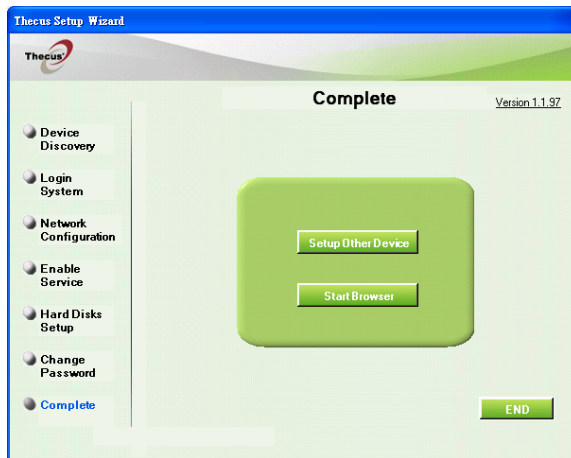 Thecus Setup Wizard
Thecus
Complete
Version 1.1.97
Device
Discovery
Login
System
Network
Configuration
Enable
Service
Hard Disks
Setup
Change
Password
Complete
Setup Other Device
Start Browser
END